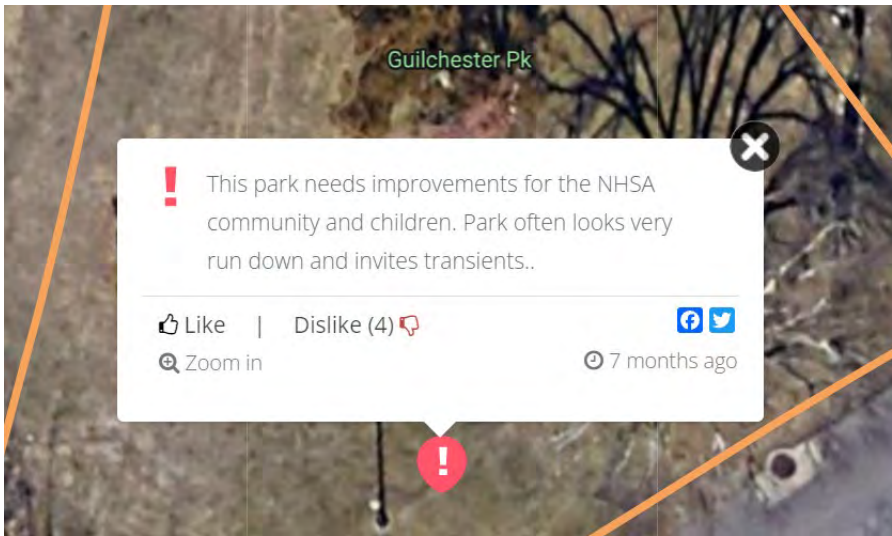 Guilchester Pk
This park needs improvements for the NHSA
community and children. Park often looks very
run down and invites transients..
Like | Dislike (4)
Zoom in
7 months ago